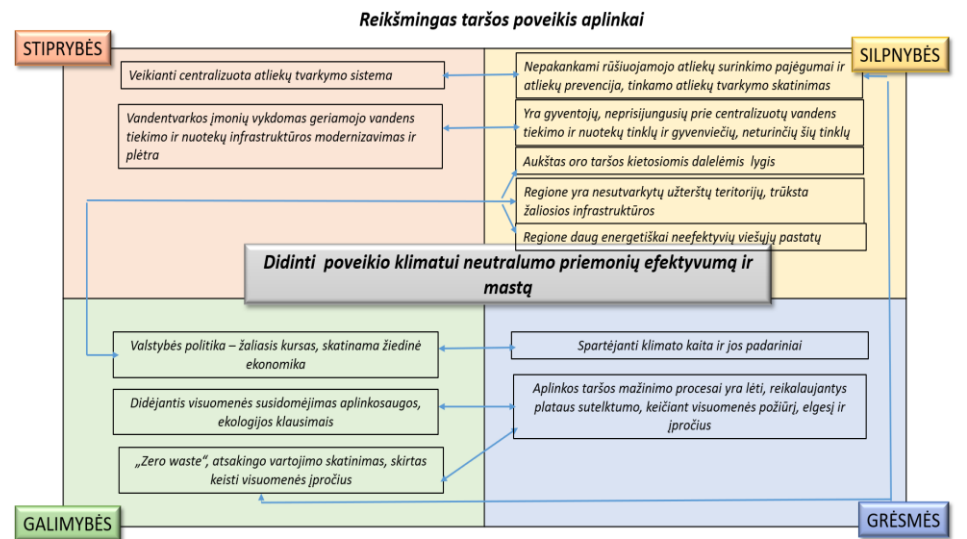 Reikšmingas taršos poveikis aplinkai
STIPRYBĖS
SILPNYBĖS
Veikianti centralizuota atliekų tvarkymo sistema
Vandentvarkos įmonių vykdomas geriamojo vandens
tiekimo ir nuotekų infrastruktūros modernizavimas ir
plėtra
Nepakankami rūšiuojamojo atliekų surinkimo pajėgumai ir
atliekų prevencija, tinkamo atliekų tvarkymo skatinimas
Yra gyventojų, neprisijungusių prie centralizuotų vandens
tiekimo ir nuotekų tinklų ir gyvenviečių, neturinčių šių tinklų
Aukštas oro taršos kietosiomis dalelėmis lygis
Regione yra nesutvarkytų užterštų teritorijų, trūksta
žaliosios infrastruktūros
Regione daug energetiškai neefektyvių viešųjų pastatų
Didinti poveikio klimatui neutralumo priemonių efektyvumą ir
mastą
Valstybės politika – žaliasis kursas, skatinama žiedinė
ekonomika
Didėjantis visuomenės susidomėjimas aplinkosaugos,
ekologijos klausimais
„Zero waste“, atsakingo vartojimo skatinimas, skirtas
keisti visuomenės įpročius
Spartėjanti klimato kaita ir jos padariniai
Aplinkos taršos mažinimo procesai yra lėti, reikalaujantys
plataus sutelktumo, keičiant visuomenės požiūrį, elgesį ir
įpročius
GALIMYBĖS
GRĖSMĖS